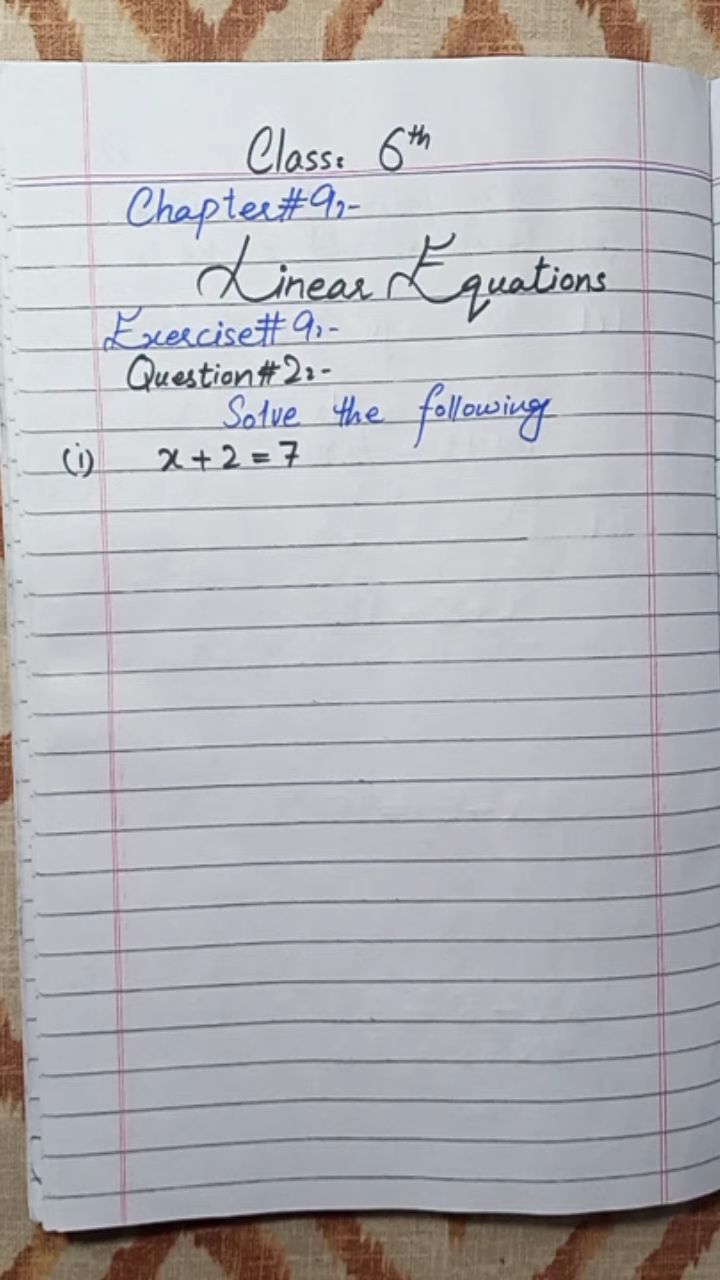 Class: 6th
Chapter#9:-
Linear Equations
Exercise#9:-
Question#2:-
Solve the following
(i) x + 2 = 7